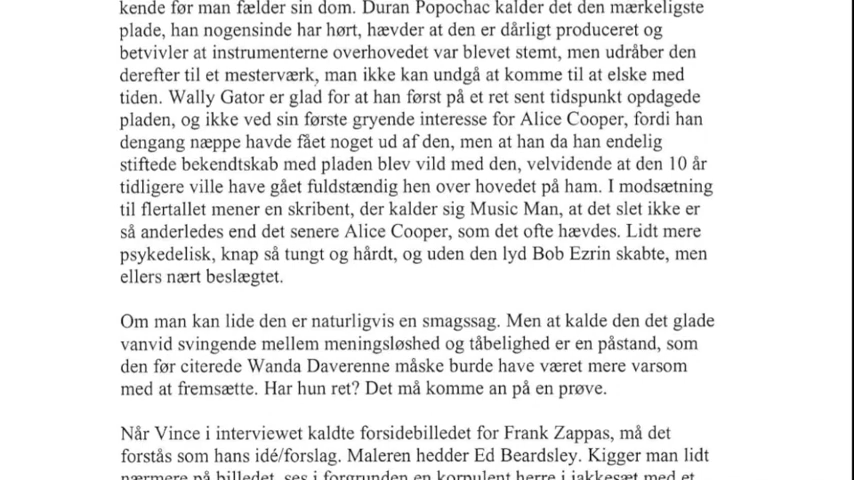 kende før man fælder sin dom. Duran Popochac kalder det den mærkeligste
plade, han nogensinde har hørt, hævder at den er dårligt produceret og
betvivler at instrumenterne overhovedet var blevet stemt, men udråber den
derefter til et mesterværk, man ikke kan undgå at komme til at elske med
tiden. Wally Gator er glad for at han først på et ret sent tidspunkt opdagede
pladen, og ikke ved sin første gryende interesse for Alice Cooper, fordi han
dengang næppe havde fået noget ud af den, men at han da han endelig
stiftede bekendtskab med pladen blev vild med den, velvidende at den 10 år
tidligere ville have gået fuldstændig hen over hovedet på ham. I modsætning
til flertallet mener en skribent, der kalder sig Music Man, at det slet ikke er
så anderledes end det senere Alice Cooper, som det ofte hævdes. Lidt mere
psykedelisk, knap så tungt og hårdt, og uden den lyd Bob Ezrin skabte, men
ellers nært beslægtet.
Om man kan lide den er naturligvis en smagssag. Men at kalde den det glade
vanvid svingende mellem meningsløshed og tåbelighed er en påstand, som
den før citerede Wanda Daverenne måske burde have været mere varsom
med at fremsætte. Har hun ret? Det må komme an på en prøve.
Når Vince i interviewet kaldte forsidebilledet for Frank Zappas, må det
forstås som hans idé/forslag. Maleren hedder Ed Beardsley. Kigger man lidt
nærmere på billedet, ses i forgrunden en korpulent herre i jakkesæt med et